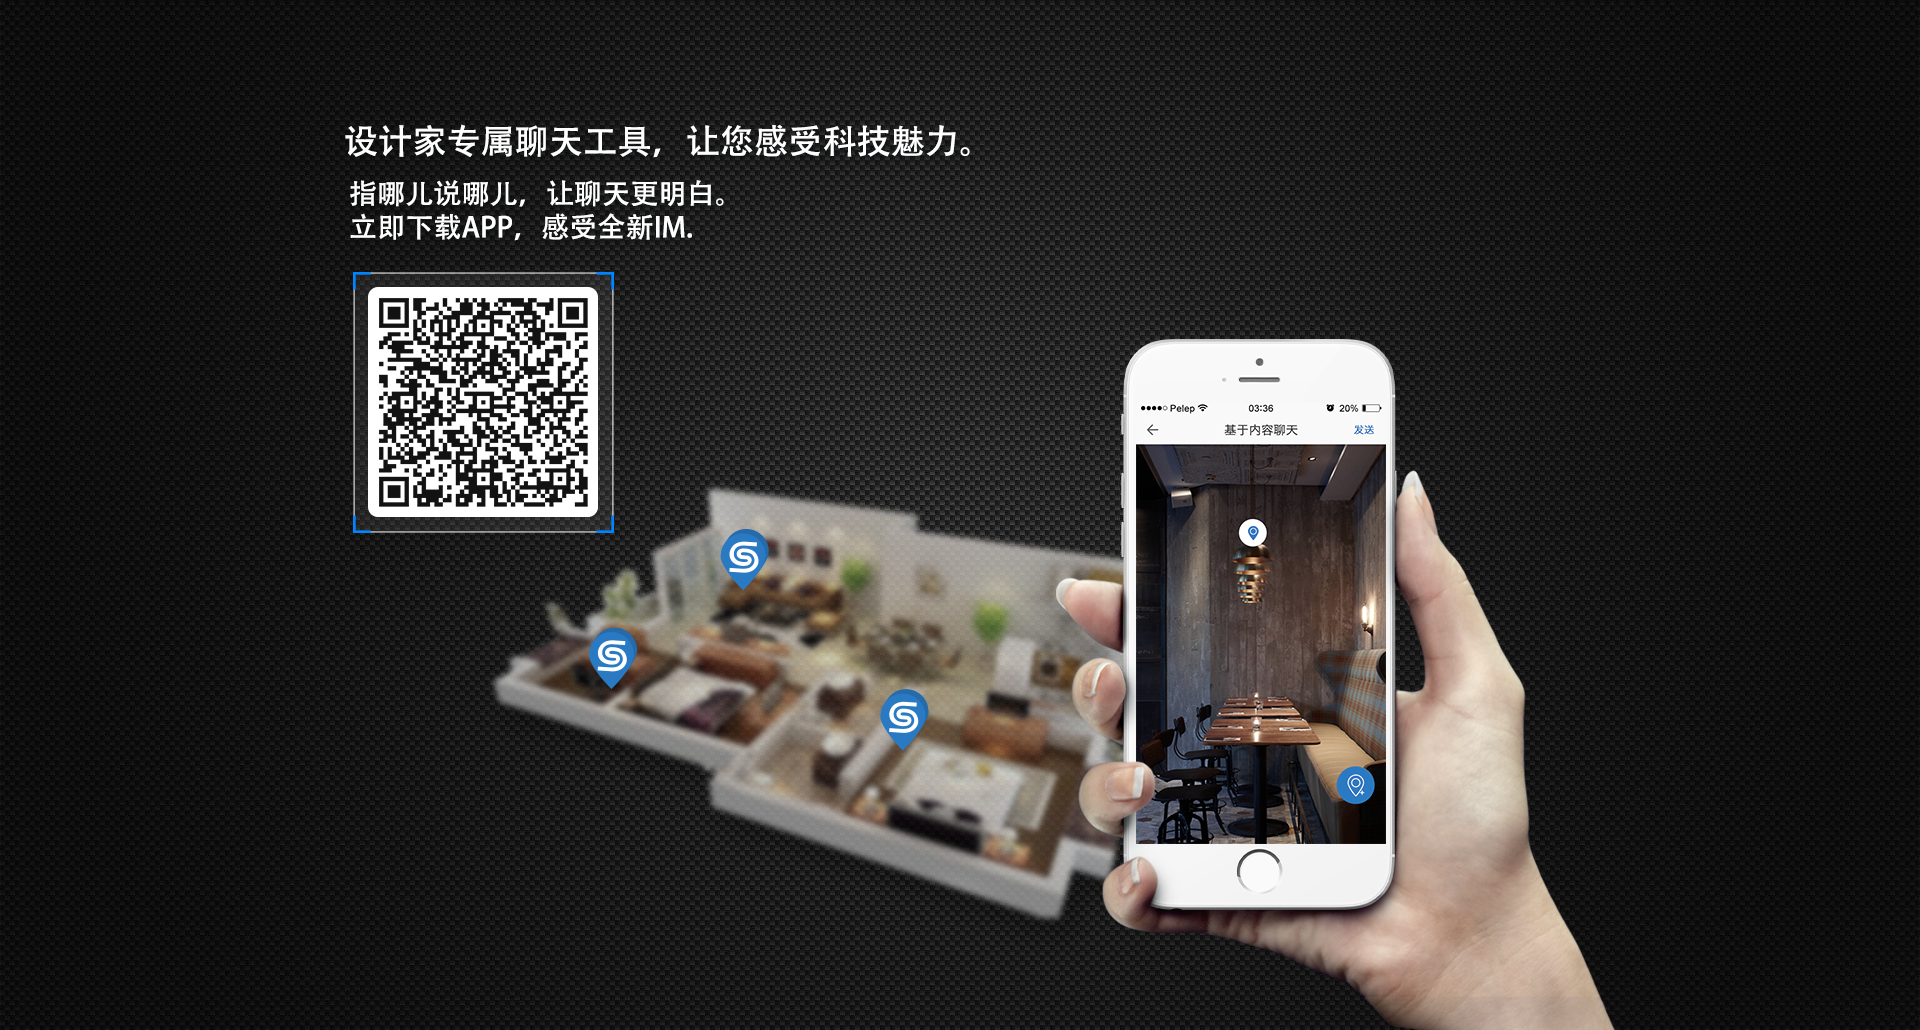 设计家专属聊天工具，让您感受科技魅力。
指哪儿说哪儿，让聊天更明白。
立即下载APP，感受全新IM.
Pelep 03:36 20%
基于内容聊天 发送